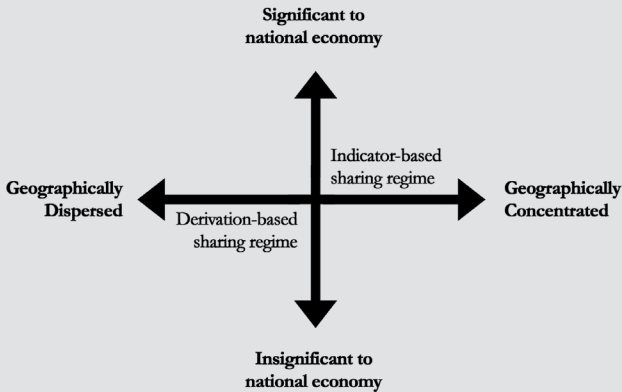 Significant to
national economy
Indicator-based
sharing regime
Geographically
Dispersed
Geographically
Concentrated
Derivation-based
sharing regime
Insignificant to
national economy